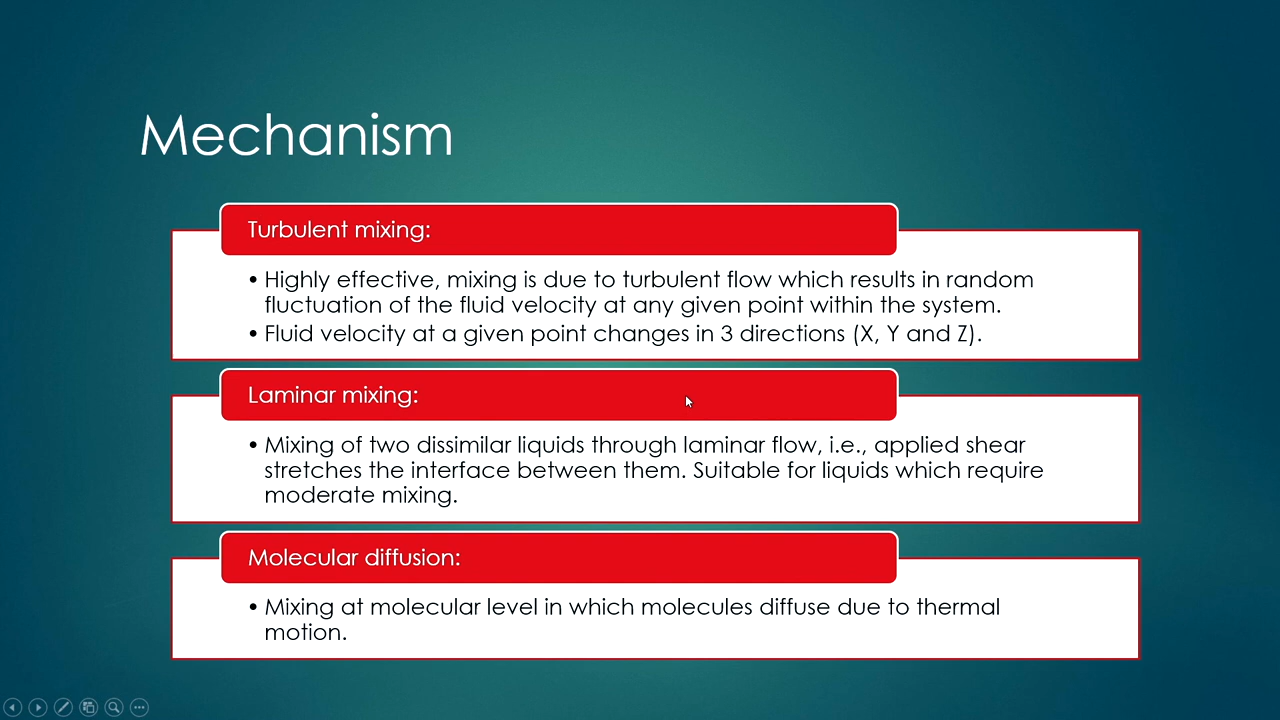 Mechanism
Turbulent mixing:
• Highly effective, mixing is due to turbulent flow which results in random
fluctuation of the fluid velocity at any given point within the system.
• Fluid velocity at a given point changes in 3 directions (X, Y and Z).
Laminar mixing:
• Mixing of two dissimilar liquids through laminar flow, i.e., applied shear
stretches the interface between them. Suitable for liquids which require
moderate mixing.
Molecular diffusion:
• Mixing at molecular level in which molecules diffuse due to thermal
motion.